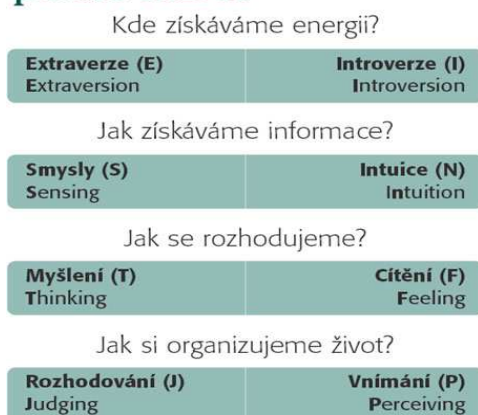 Kde získáváme energii?
Extraverze (E) Introverze (I)
Extraversion Introversion
Jak získáváme informace?
Smysly (S) Intuice (N)
Sensing Intuition
Jak se rozhodujeme?
Myšlení (T) Cítění (F)
Thinking Feeling
Jak si organizujeme život?
Rozhodování (J) Vnímání (P)
Judging Perceiving